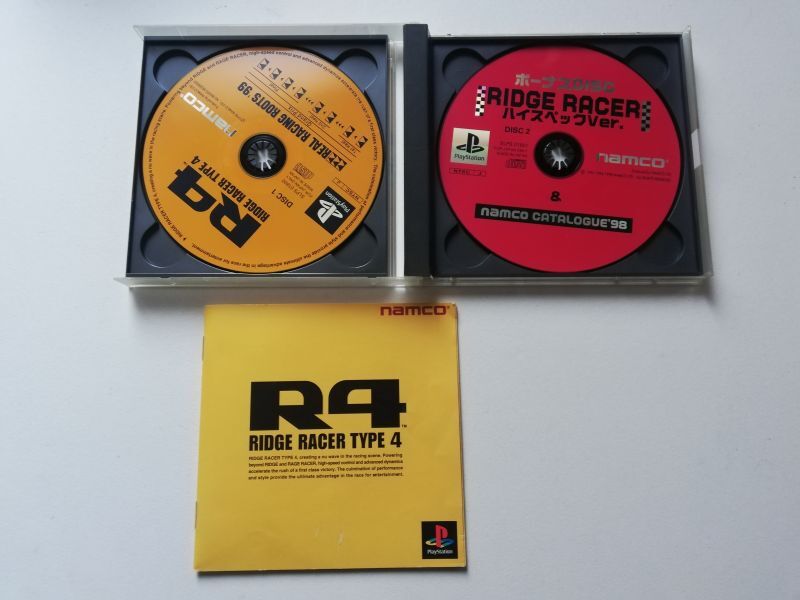 R4
RIDGE RACER TYPE 4
REAL RACING ROOTS 99
namco
DISC 1
PlayStation
ボーナスDISC
RIDGE RACER
ハイスペックVer.
DISC 2
PlayStation
namco
NTSC J
&
namco CATALOGUE'98
namco
R4
RIDGE RACER TYPE 4
RIDGE RACER TYPE 4, creating a nu wave in the racing scene. Powering
beyond RIDGE and RAGE RACER, high-speed control and advanced dynamics
accelerate the rush of a first class victory. The culmination of performance
and style provide the ultimate advantage in the race for entertainment.
PlayStation